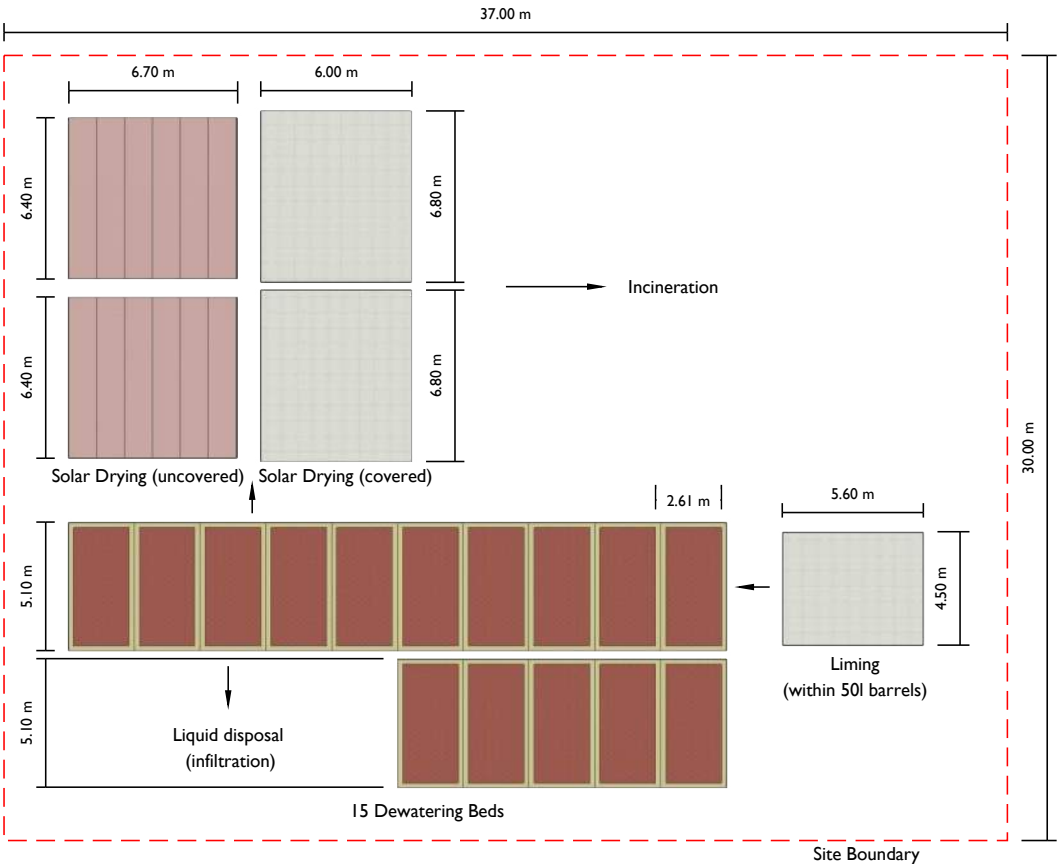 37.00 m
6.70 m
6.00 m
6.40 m
6.80 m
Incineration
6.40 m
6.80 m
30.00 m
Solar Drying (uncovered)
Solar Drying (covered)
2.61 m
5.60 m
5.10 m
4.50 m
Liming
(within 50l barrels)
5.10 m
Liquid disposal
(infiltration)
15 Dewatering Beds
Site Boundary